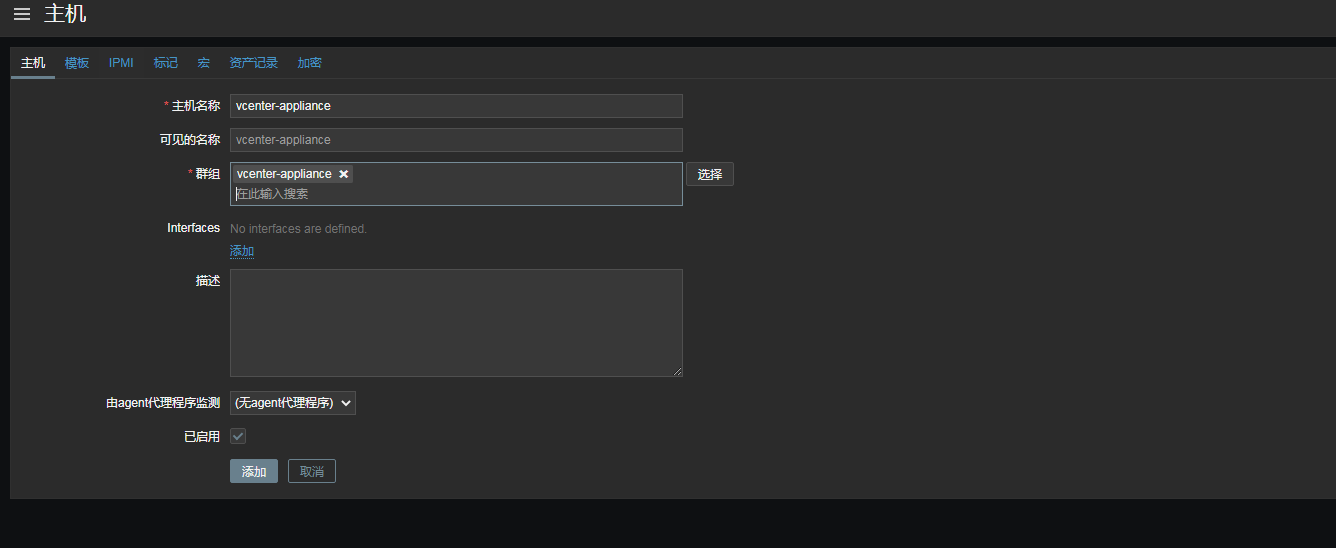 主机
主机 模板 IPMI 标记 宏 资产记录 加密
* 主机名称 vcenter-appliance
可见的名称 vcenter-appliance
* 群组 vcenter-appliance 选择
在此输入搜索
Interfaces No interfaces are defined.
添加
描述
由agent代理程序监测 (无agent代理程序)
已启用
添加 取消